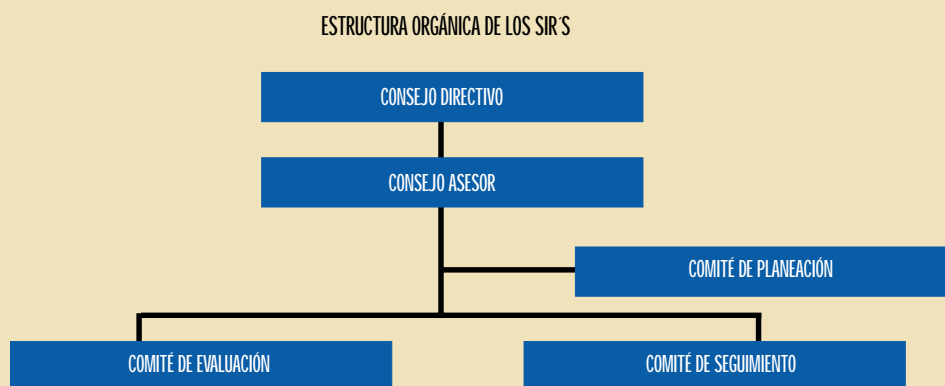 ESTRUCTURA ORGÁNICA DE LOS SIR´S
CONSEJO DIRECTIVO
CONSEJO ASESOR
COMITÉ DE PLANEACIÓN
COMITÉ DE EVALUACIÓN
COMITÉ DE SEGUIMIENTO